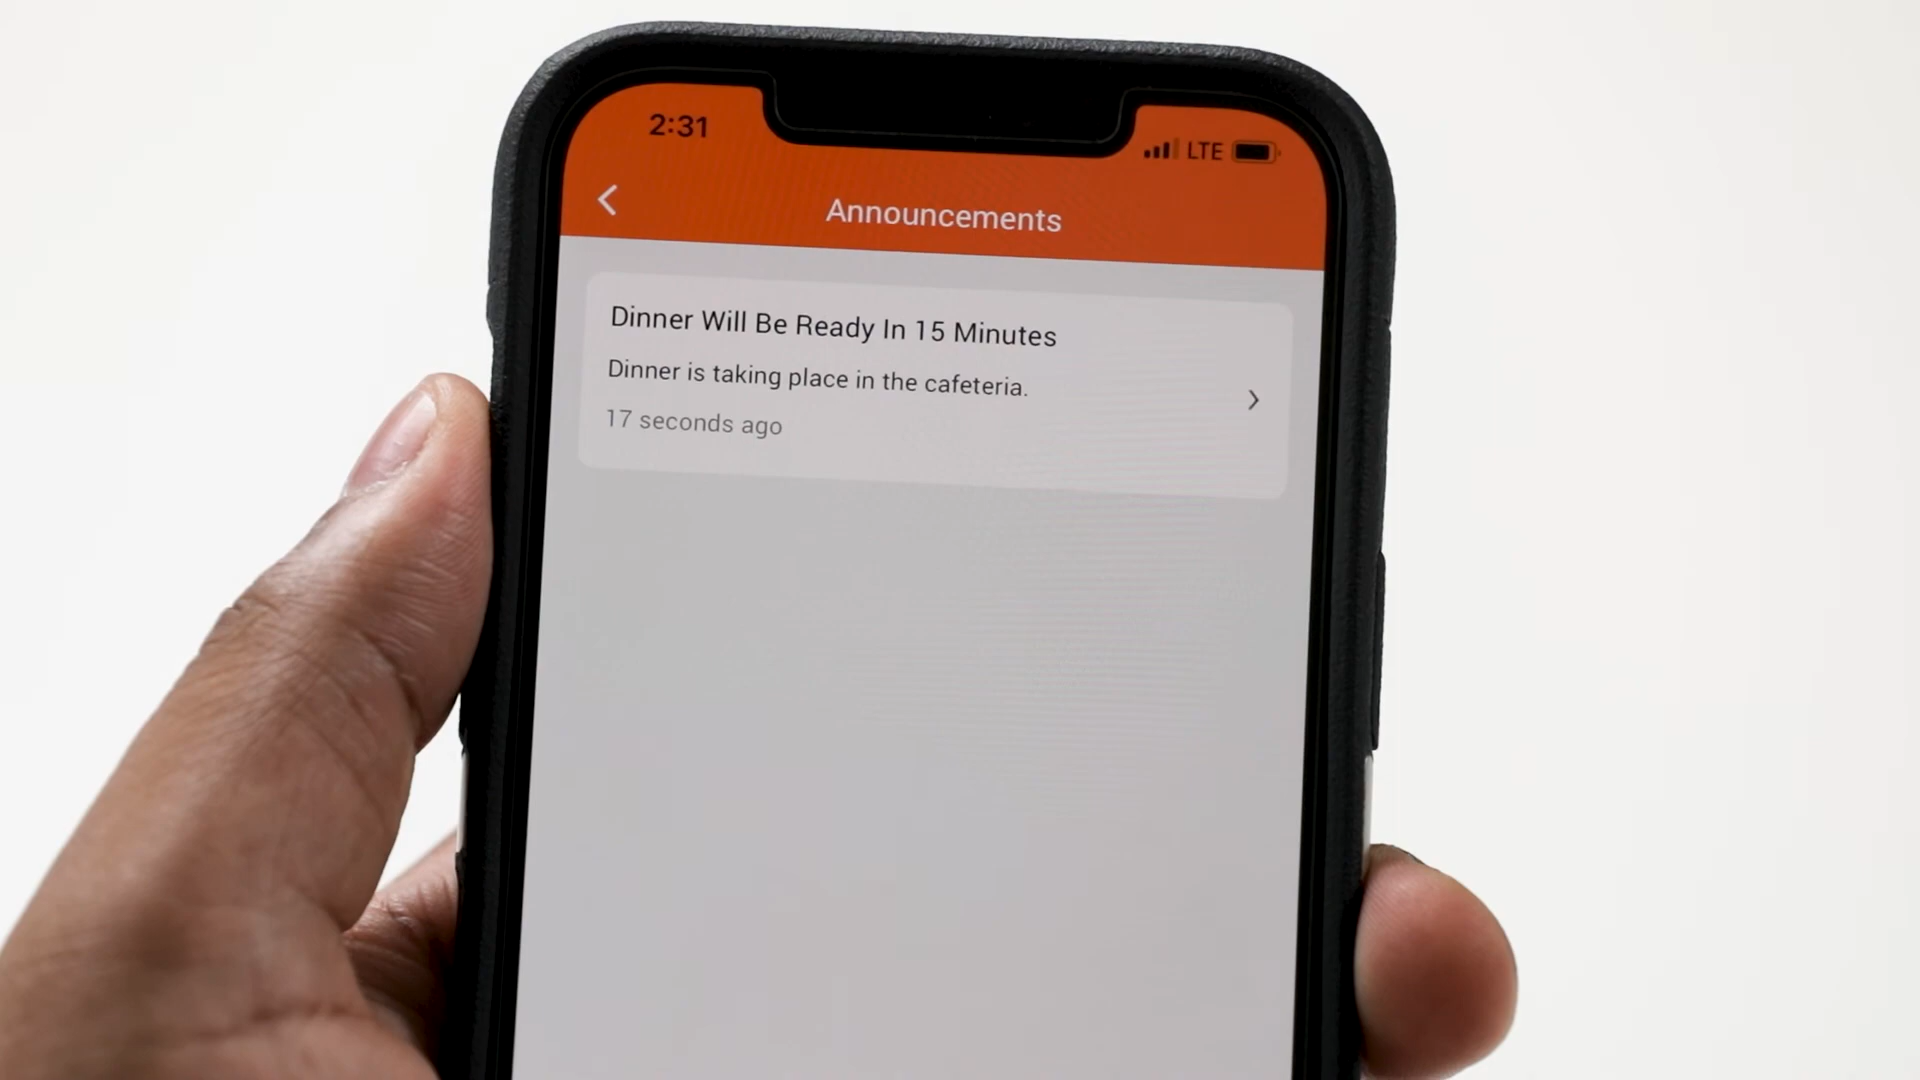 2:31
LTE
Announcements
Dinner Will Be Ready In 15 Minutes
Dinner is taking place in the cafeteria.
17 seconds ago